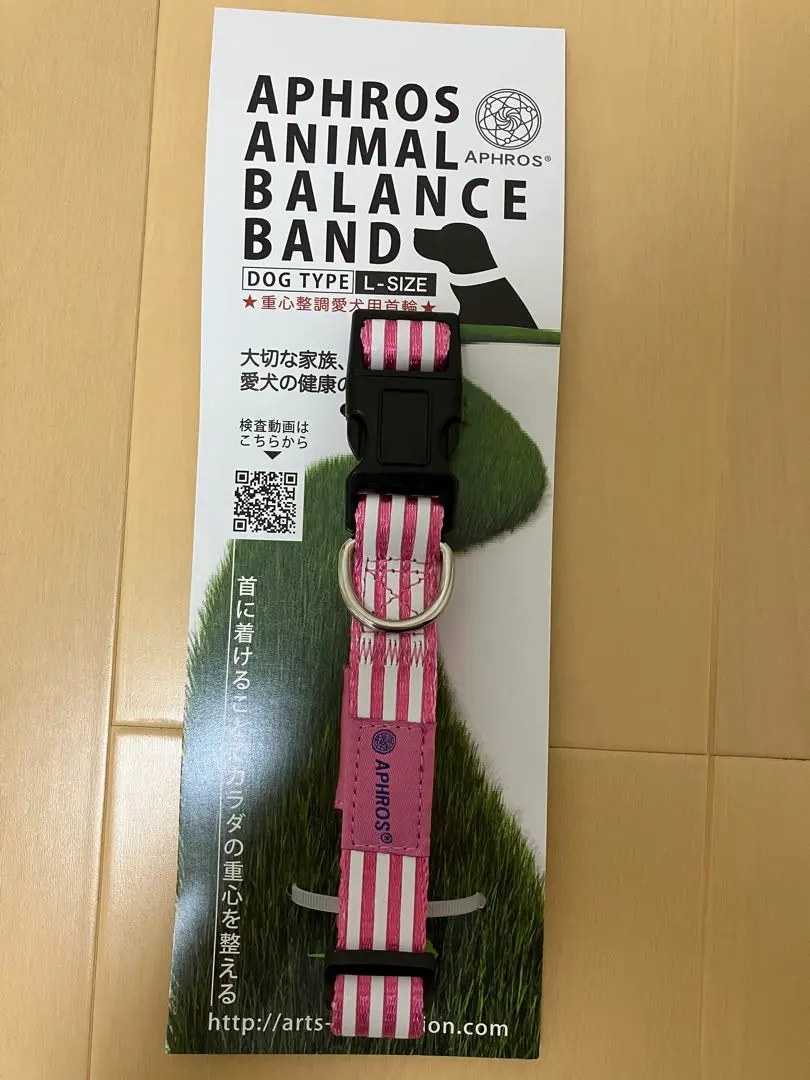 APHROS
ANIMAL
BALANCE
BAND
APHROS®
DOG TYPE L-SIZE
★重心整調愛犬用首輪★
大切な家族、
愛犬の健康の
検査動画は
こちらから
首に着けること カラダの重心を整える
APHROS®
http://arts- ion.com